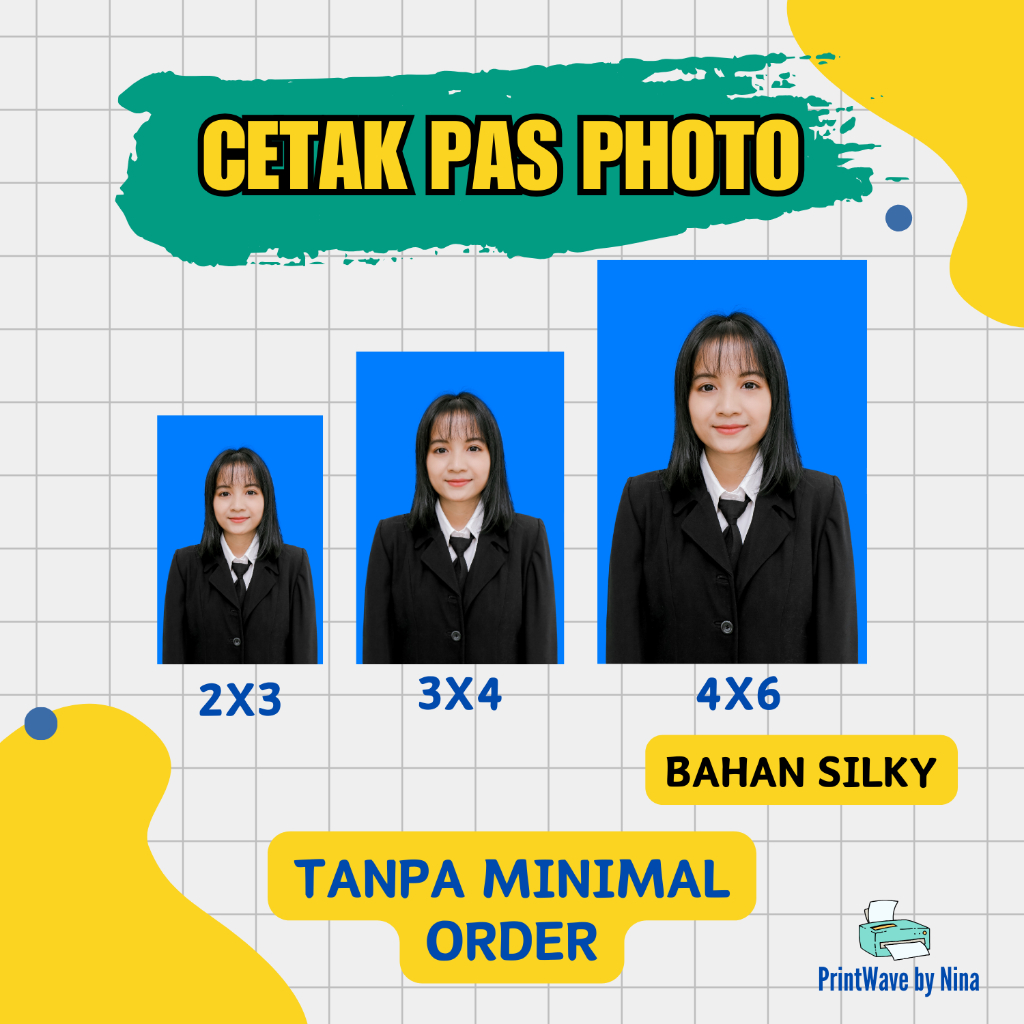 CETAK PAS PHOTO
2X3
3X4
4X6
BAHAN SILKY
TANPA MINIMAL
ORDER
PrintWave by Nina